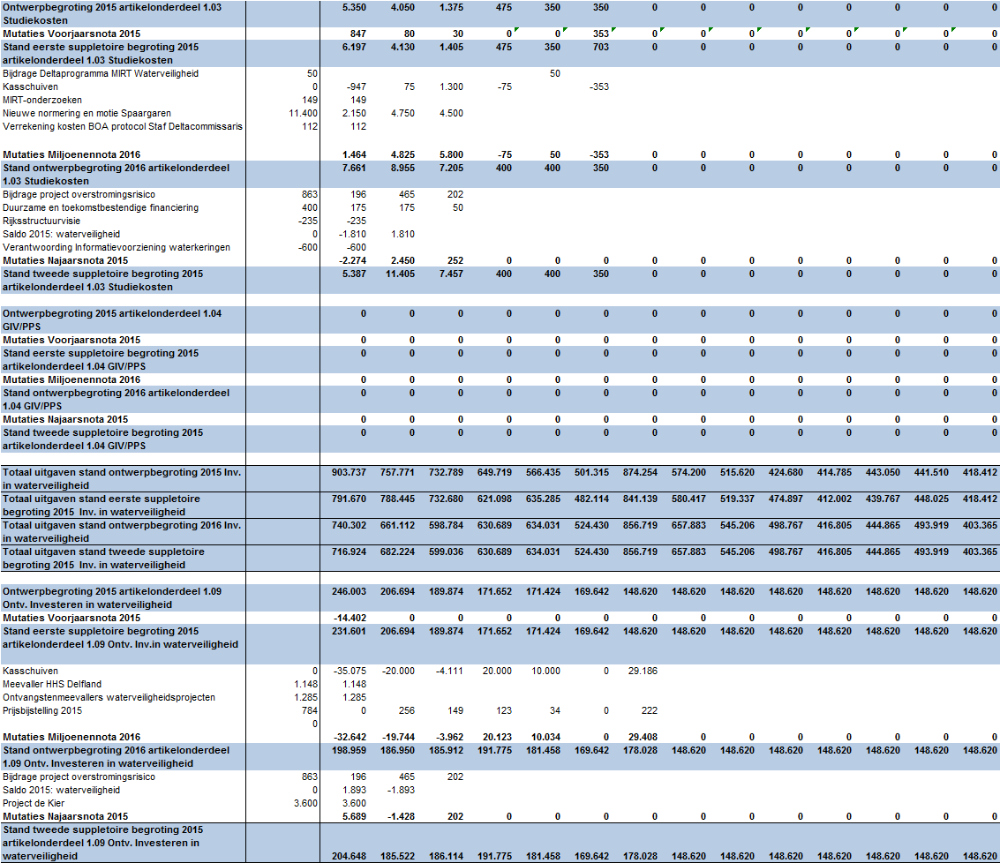 Ontwerpbegroting 2015 artikelonderdeel 1.03 5.350 4.050 1.375 475 350 350 0 0 0 0 0 0 0 0
Studiekosten
Mutaties Voorjaarsnota 2015 847 80 30 0 0 353 0 0 0 0 0 0 0 0
Stand eerste suppletoire begroting 2015 6.197 4.130 1.405 475 350 703 0 0 0 0 0 0 0 0
artikelonderdeel 1.03 Studiekosten
Bijdrage Deltaprogramma MIRT Waterveiligheid 50 50
Kasschuiven 0 -947 75 1.300 -75 -353
MIRT-onderzoeken 149 149
Nieuwe normering en motie Spaargaren 11.400 2.150 4.750 4.500
Verrekening kosten BOA protocol Staf Deltacommissaris 112 112
Mutaties Miljoenennota 2016 1.464 4.825 5.800 -75 50 -353 0 0 0 0 0 0 0 0
Stand ontwerpbegroting 2016 artikelonderdeel 7.661 8.955 7.205 400 400 350 0 0 0 0 0 0 0 0
1.03 Studiekosten
Bijdrage project overstromingsrisico 863 196 465 202
Duurzame en toekomstbestendige financiering 400 175 175 50
Rijksstructuurvisie -235 -235
Saldo 2015: waterveiligheid 0 -1.810 1.810
Verantwoording Informatievoorziening waterkeringen -600 -600
Mutaties Najaarsnota 2015 -2.274 2.450 252 0 0 0 0 0 0 0 0 0 0 0
Stand tweede suppletoire begroting 2015 5.387 11.405 7.457 400 400 350 0 0 0 0 0 0 0 0
artikelonderdeel 1.03 Studiekosten
Ontwerpbegroting 2015 artikelonderdeel 1.04 0 0 0 0 0 0 0 0 0 0 0 0 0 0
GIV/PPS
Mutaties Voorjaarsnota 2015 0 0 0 0 0 0 0 0 0 0 0 0 0 0
Stand eerste suppletoire begroting 2015 0 0 0 0 0 0 0 0 0 0 0 0 0 0
artikelonderdeel 1.04 GIV/PPS
Mutaties Miljoenennota 2016 0 0 0 0 0 0 0 0 0 0 0 0 0 0
Stand ontwerpbegroting 2016 artikelonderdeel 0 0 0 0 0 0 0 0 0 0 0 0 0 0
1.04 GIV/PPS
Mutaties Najaarsnota 2015 0 0 0 0 0 0 0 0 0 0 0 0 0 0
Stand tweede suppletoire begroting 2015 0 0 0 0 0 0 0 0 0 0 0 0 0 0
artikelonderdeel 1.04 GIV/PPS
Totaal uitgaven stand ontwerpbegroting 2015 Inv. 903.737 757.771 732.789 649.719 566.435 501.315 874.254 574.200 515.620 424.680 414.785 443.050 441.510 418.412
in waterveiligheid
Totaal uitgaven stand eerste suppletoire 791.670 788.445 732.680 621.098 635.285 482.114 841.139 580.417 519.337 474.897 412.002 439.767 448.025 418.412
begroting 2015 Inv. in waterveiligheid
Totaal uitgaven stand ontwerpbegroting 2016 Inv. 740.302 661.112 598.784 630.689 634.031 524.430 856.719 657.883 545.206 498.767 416.805 444.865 493.919 403.365
in waterveiligheid
Totaal uitgaven stand tweede suppletoire 716.924 682.224 599.036 630.689 634.031 524.430 856.719 657.883 545.206 498.767 416.805 444.865 493.919 403.365
begroting 2015 Inv. in waterveiligheid
Ontwerpbegroting 2015 artikelonderdeel 1.09 246.003 206.694 189.874 171.652 171.424 169.642 148.620 148.620 148.620 148.620 148.620 148.620 148.620 148.620
Ontv. Investeren in waterveiligheid
Mutaties Voorjaarsnota 2015 -14.402 0 0 0 0 0 0 0 0 0 0 0 0 0
Stand eerste suppletoire begroting 2015 231.601 206.694 189.874 171.652 171.424 169.642 148.620 148.620 148.620 148.620 148.620 148.620 148.620 148.620
artikelonderdeel 1.09 Ontv. Inv.in waterveiligheid
Kasschuiven 0 -35.075 -20.000 -4.111 20.000 10.000 0 29.186
Meevaller HHS Delfland 1.148 1.148
Ontvangstenmeevallers waterveiligheidsprojecten 1.285 1.285
Prijsbijstelling 2015 784 0 256 149 123 34 0 222
0
Mutaties Miljoenennota 2016 -32.642 -19.744 -3.962 20.123 10.034 0 29.408 0 0 0 0 0 0 0
Stand ontwerpbegroting 2016 artikelonderdeel 198.959 186.950 185.912 191.775 181.458 169.642 178.028 148.620 148.620 148.620 148.620 148.620 148.620 148.620
1.09 Ontv. Investeren in waterveiligheid
Bijdrage project overstromingsrisico 863 196 465 202
Saldo 2015: waterveiligheid 0 1.893 -1.893
Project de Kier 3.600 3.600
Mutaties Najaarsnota 2015 5.689 -1.428 202 0 0 0 0 0 0 0 0 0 0 0
Stand tweede suppletoire begroting 2015
artikelonderdeel 1.09 Ontv. Investeren in
waterveiligheid 204.648 185.522 186.114 191.775 181.458 169.642 178.028 148.620 148.620 148.620 148.620 148.620 148.620 148.620